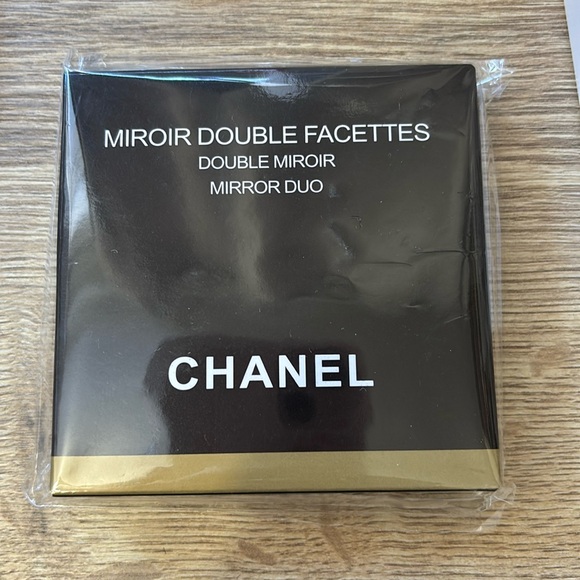 MIROIR DOUBLE FACETTES
DOUBLE MIROIR
MIRROR DUO
CHANEL